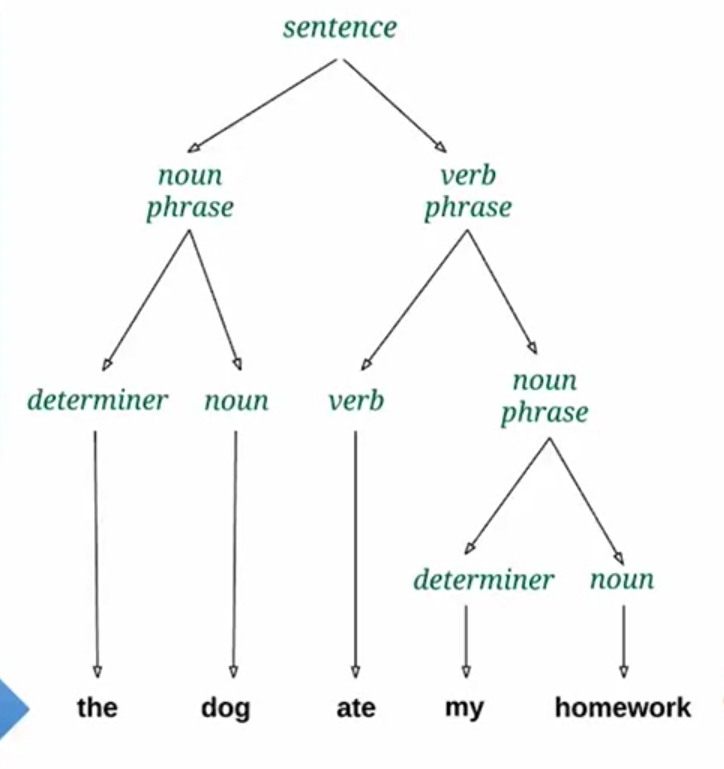 sentence
noun
phrase
verb
phrase
determiner noun verb
noun
phrase
determiner noun
the dog ate my homework